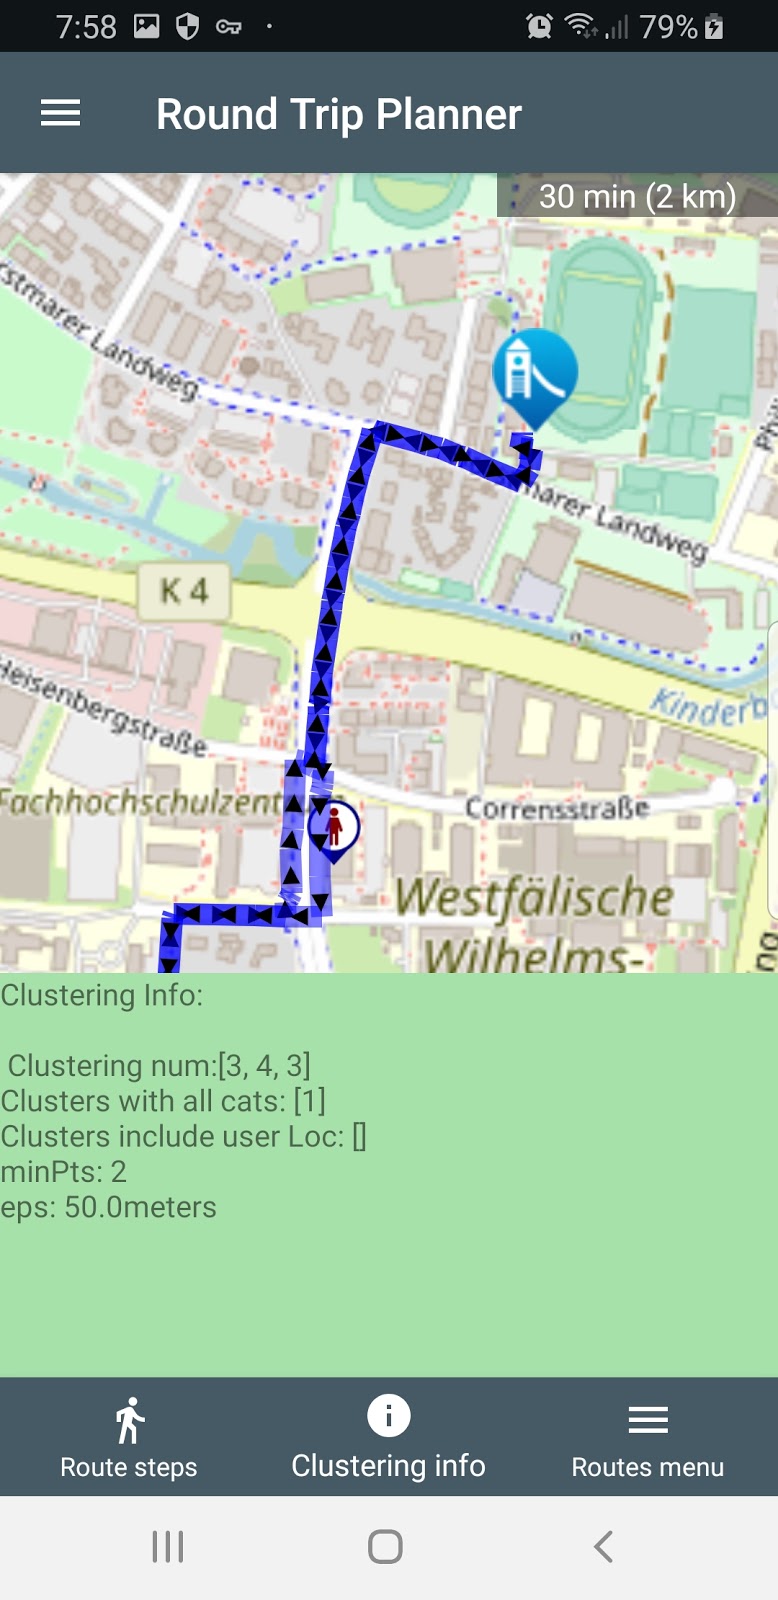 7:58
79%
Round Trip Planner
30 min (2 km)
rstmarer Landweg
marer Landweg
K 4
Heisenbergstraße
Kinderb
Fachhochschulzent
Corrensstraße
Westfälische
Wilhelms-
Clustering Info:
Clustering num:[3, 4, 3]
Clusters with all cats: [1]
Clusters include user Loc: []
minPts: 2
eps: 50.0meters
Route steps
Clustering info
Routes menu